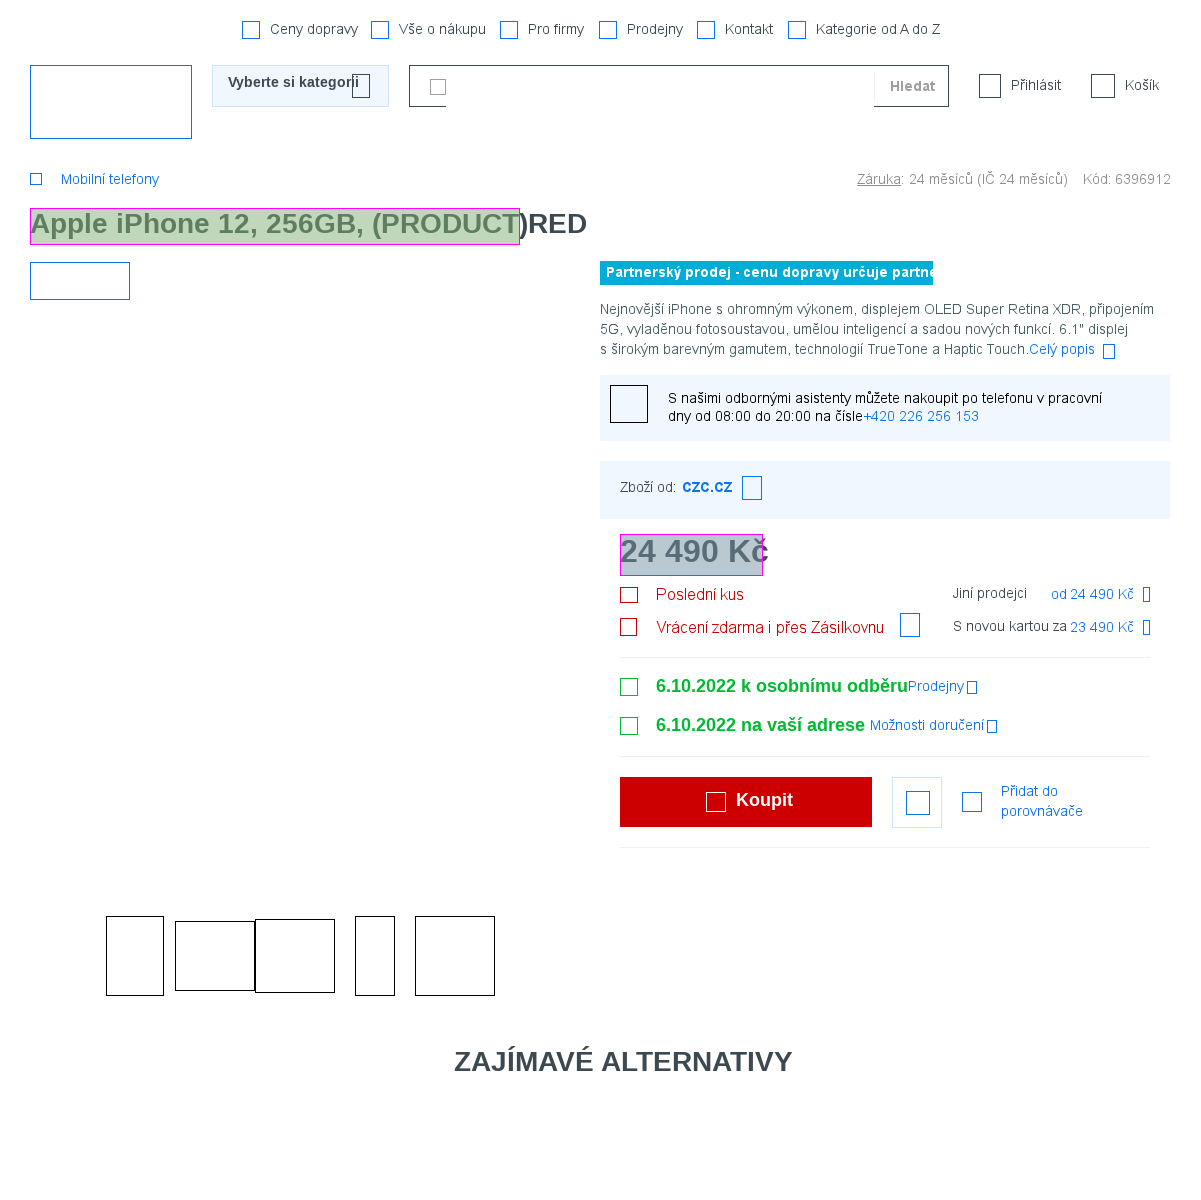 Ceny dopravy Vše o nákupu Pro firmy Prodejny Kontakt Kategorie od A do Z
Vyberte si kategorii Hledat Přihlásit Košík
Mobilní telefony Záruka: 24 měsíců (IČ 24 měsíců) Kód: 6396912
Apple iPhone 12, 256GB, (PRODUCT)RED
Partnerský prodej - cenu dopravy určuje
Nejnovější iPhone s ohromným výkonem, displejem OLED Super Retina XDR, připojením
5G, vyladěnou fotosoustavou, umělou inteligencí a sadou nových funkcí. 6.1" displej
s širokým barevným gamutem, technologií TrueTone a Haptic Touch.Celý popis
S našimi odbornými asistenty můžete nakoupit po telefonu v pracovní
dny od 08:00 do 20:00 na čísle+420 226 256 153
Zboží od: czc.cz
24 490 Kč
Poslední kus Jiní prodejci od 24 490 Kč
Vrácení zdarma i přes Zásilkovnu S novou kartou za 23 490 Kč
6.10.2022 k osobnímu odběruProdejny
6.10.2022 na vaší adrese Možnosti doručení
Koupit Přidat do
porovnávače
ZAJÍMAVÉ ALTERNATIVY